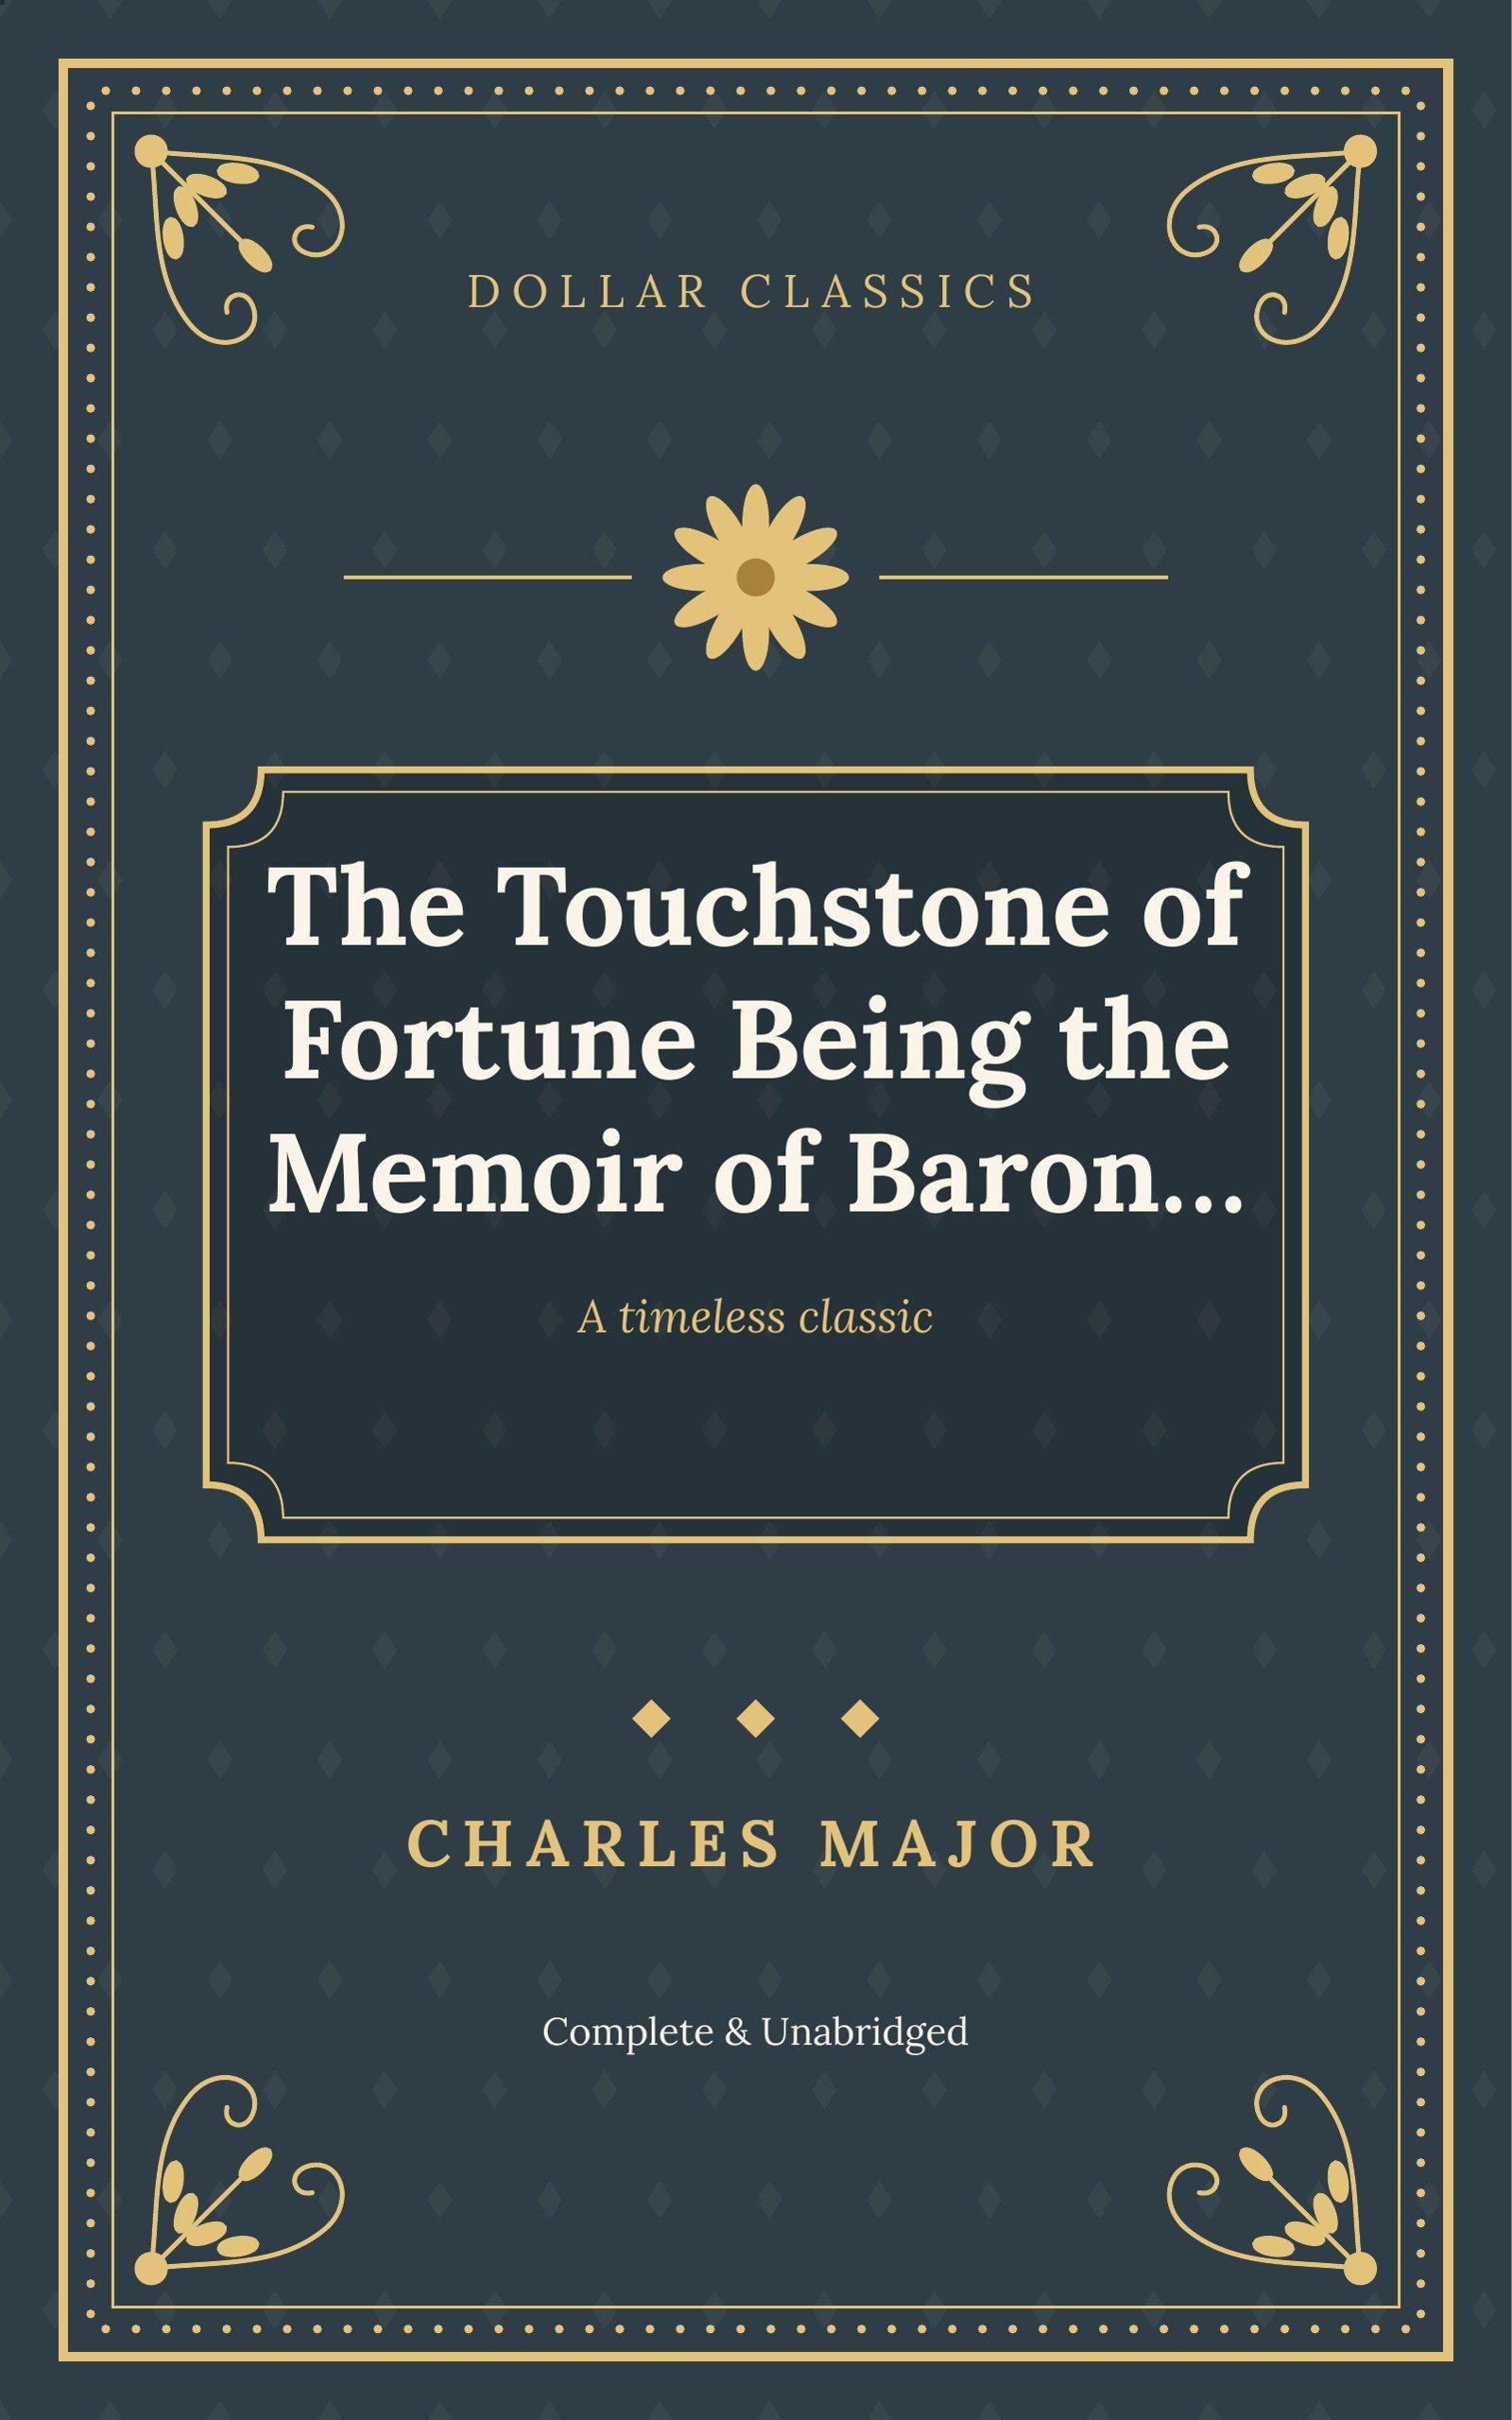 DOLLAR CLASSICS
The Touchstone of
Fortune Being the
Memoir of Baron...
A timeless classic
CHARLES MAJOR
Complete & Unabridged